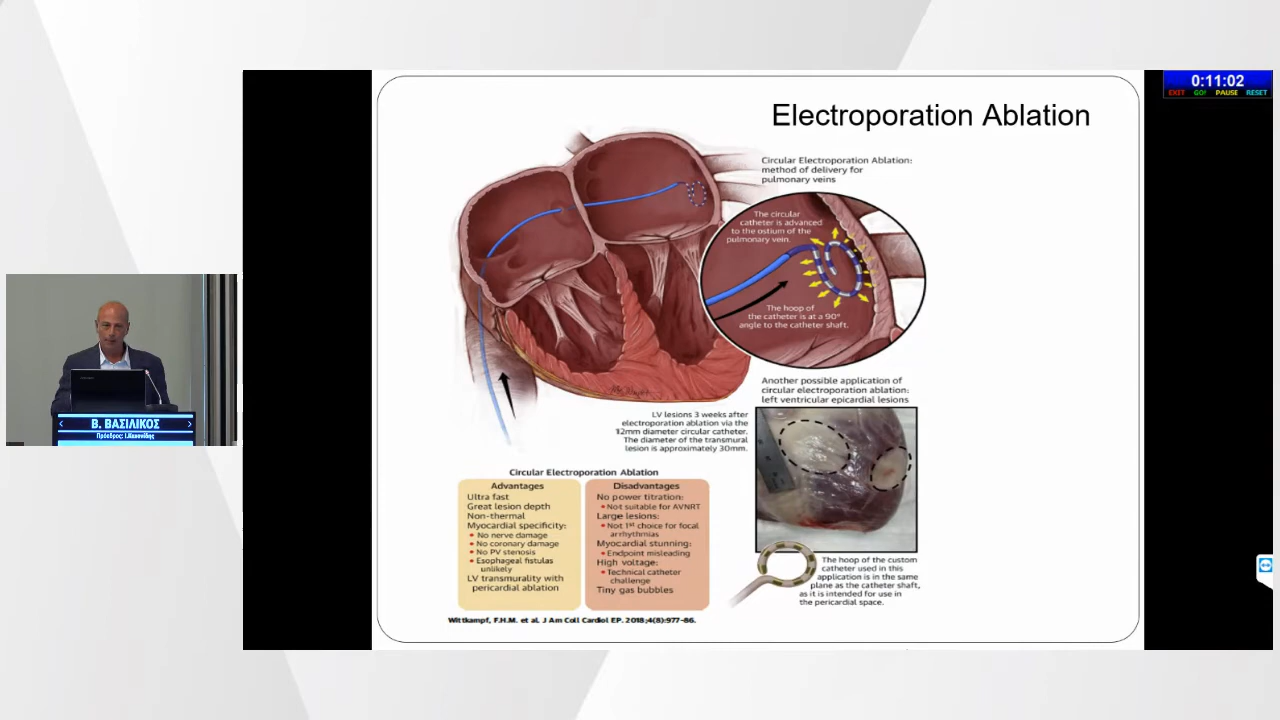 0:11:02
EXIT GO! PAUSE RESET
Electroporation Ablation
Circular Electroporation Ablation:
method of delivery for
pulmonary veins
The circular
catheter is advanced
to the ostium of the
pulmonary vein.
The hoop of
the catheter is at a 90°
angle to the catheter shaft.
Another possible application of
circular electroporation ablation:
left ventricular epicardial lesions
LV lesions 3 weeks after
electroporation ablation via the
12mm diameter circular catheter.
The diameter of the transmural
lesion is approximately 30mm.
Circular Electroporation Ablation
Advantages
Ultra fast
Great lesion depth
Non-thermal
Myocardial specificity:
• No nerve damage
• No coronary damage
• No PV stenosis
• Esophageal fistulas
unlikely
LV transmurality with
pericardial ablation
Disadvantages
No power titration:
• Not suitable for AVNRT
Large lesions:
• Not 1st choice for focal
arrhythmias
Myocardial stunning:
• Endpoint misleading
High voltage:
• Technical catheter
challenge
Tiny gas bubbles
The hoop of the custom
catheter used in this
application is in the same
plane as the catheter shaft,
as it is intended for use in
the pericardial space.
Wittkampf, F.H.M. et al. J Am Coll Cardiol EP. 2018;4(8):977-86.
Β. ΒΑΣΙΛΙΚΟΣ
Πρόεδρος: Ι.Κανονίδης